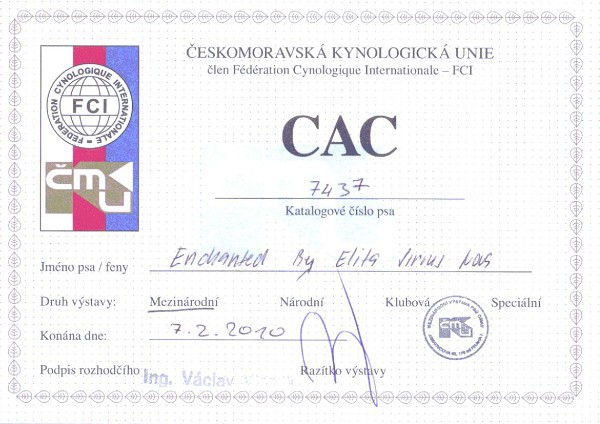 ČESKOMORAVSKÁ KYNOLOGICKÁ UNIE
člen Fédération Cynologique Internationale – FCI
FÉDÉRATION CYNOLOGIQUE INTERNATIONALE
FCI
čmku
CAC
7437
Katalogové číslo psa
Jméno psa / feny Enchanted By Elita Sirius
Druh výstavy: Mezinárodní Národní Klubová Speciální
Konána dne: 7.2.2010
Podpis rozhodčího Ing. Václav Razítko výstavy